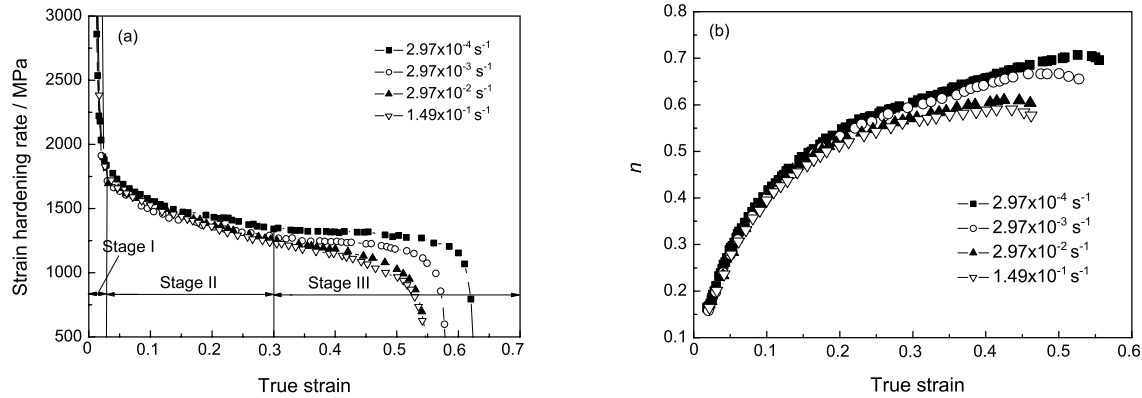 (a)
2.97x10⁻⁴ s⁻¹
2.97x10⁻³ s⁻¹
2.97x10⁻² s⁻¹
1.49x10⁻¹ s⁻¹
Strain hardening rate / MPa
3000
2500
2000
1500
1000
500
Stage I
Stage II
Stage III
0 0.1 0.2 0.3 0.4 0.5 0.6 0.7
True strain
(b)
n
0.8
0.7
0.6
0.5
0.4
0.3
0.2
0.1
2.97x10⁻⁴ s⁻¹
2.97x10⁻³ s⁻¹
2.97x10⁻² s⁻¹
1.49x10⁻¹ s⁻¹
0 0.1 0.2 0.3 0.4 0.5 0.6
True strain